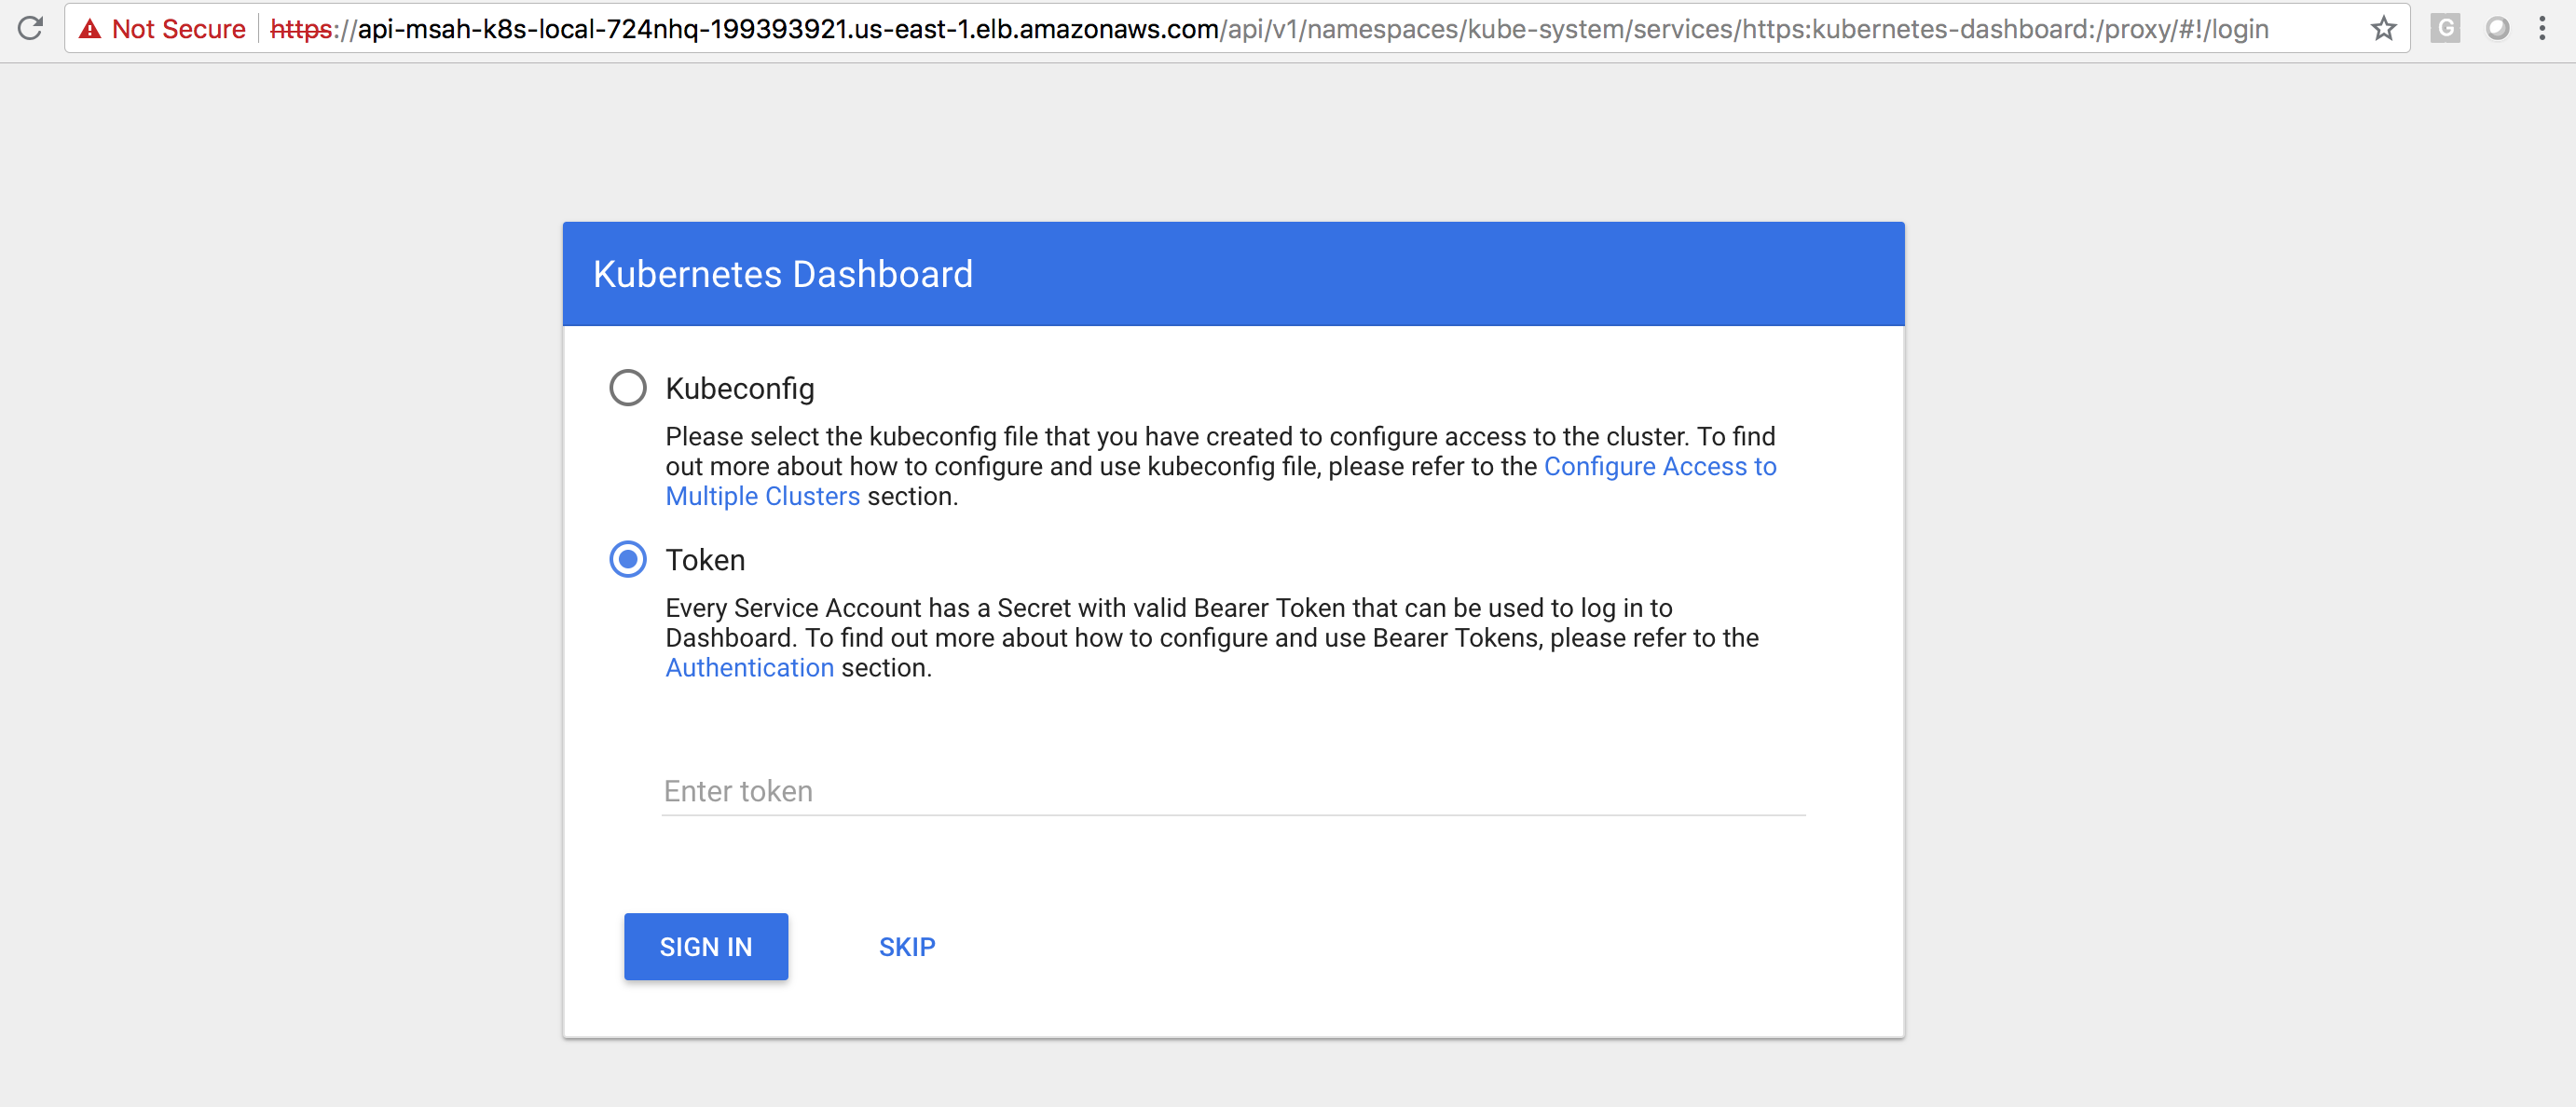 Not Secure https://api-msah-k8s-local-724nhq-199393921.us-east-1.elb.amazonaws.com/api/v1/namespaces/kube-system/services/https:kubernetes-dashboard:/proxy/#!/login G
Kubernetes Dashboard
Kubeconfig
Please select the kubeconfig file that you have created to configure access to the cluster. To find
out more about how to configure and use kubeconfig file, please refer to the Configure Access to
Multiple Clusters section.
Token
Every Service Account has a Secret with valid Bearer Token that can be used to log in to
Dashboard. To find out more about how to configure and use Bearer Tokens, please refer to the
Authentication section.
Enter token
SIGN IN SKIP